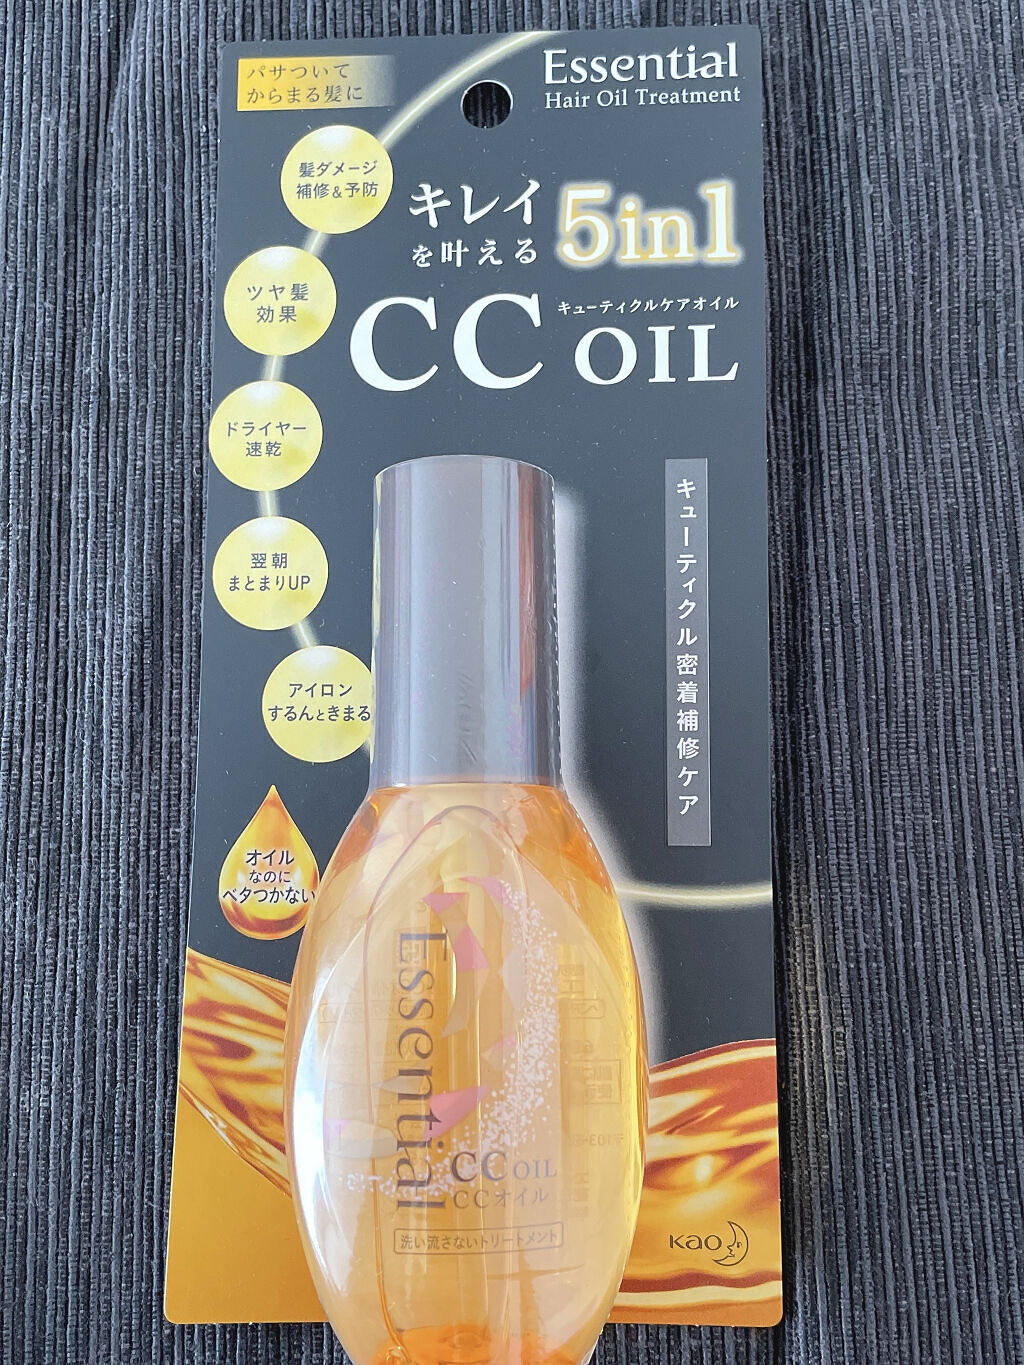 パサついて
からまる髪に
Essential
Hair Oil Treatment
髪ダメージ
補修&予防
キレイ
を叶える
5in1
ツヤ髪
効果
キューティクルケアオイル
CC OIL
ドライヤー
速乾
キューティクル密着補修ケア
翌朝
まとまりUP
アイロン
するんときまる
オイル
なのに
ベタつかない
Essential
CC OIL
CCオイル
洗い流さないトリートメント
Kao